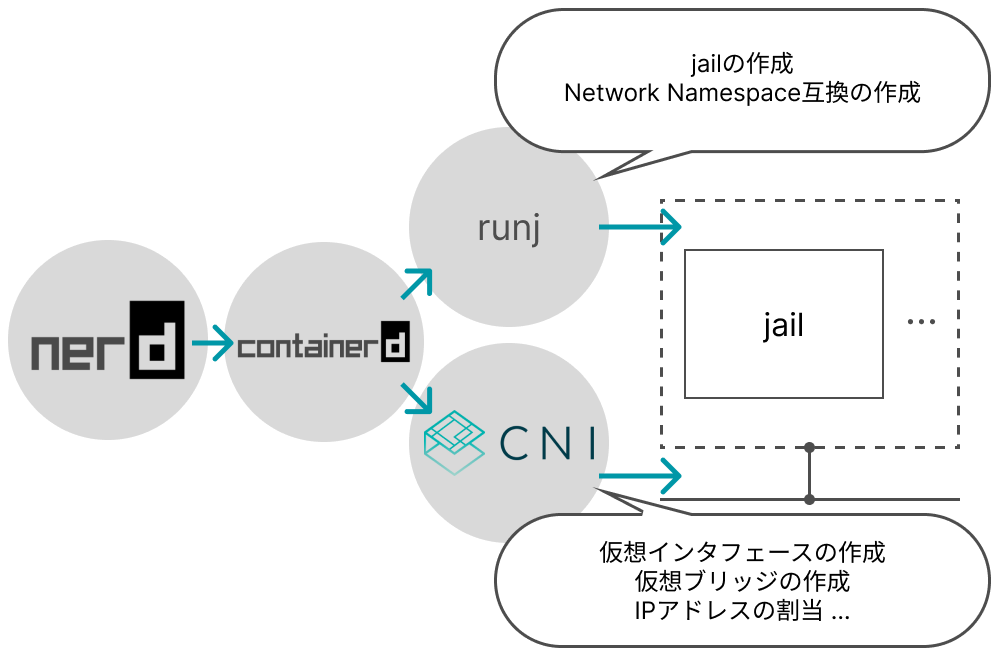 jailの作成
Network Namespace互換の作成
runj
nerd
containerd
jail
...
CNI
仮想インタフェースの作成
仮想ブリッジの作成
IPアドレスの割当 ...